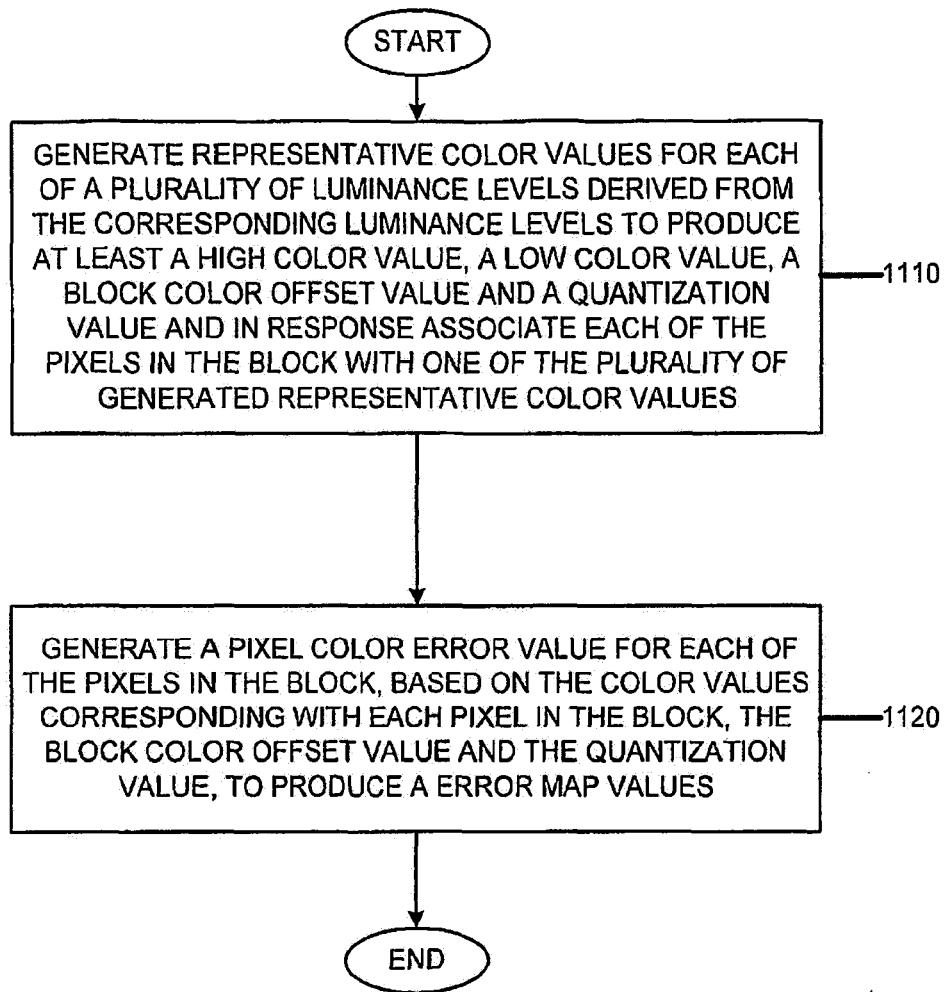 START
GENERATE REPRESENTATIVE COLOR VALUES FOR EACH
OF A PLURALITY OF LUMINANCE LEVELS DERIVED FROM
THE CORRESPONDING LUMINANCE LEVELS TO PRODUCE
AT LEAST A HIGH COLOR VALUE, A LOW COLOR VALUE, A
BLOCK COLOR OFFSET VALUE AND A QUANTIZATION
VALUE AND IN RESPONSE ASSOCIATE EACH OF THE
PIXELS IN THE BLOCK WITH ONE OF THE PLURALITY OF
GENERATED REPRESENTATIVE COLOR VALUES
1110
GENERATE A PIXEL COLOR ERROR VALUE FOR EACH OF
THE PIXELS IN THE BLOCK, BASED ON THE COLOR VALUES
CORRESPONDING WITH EACH PIXEL IN THE BLOCK, THE
BLOCK COLOR OFFSET VALUE AND THE QUANTIZATION
VALUE, TO PRODUCE A ERROR MAP VALUES
1120
END